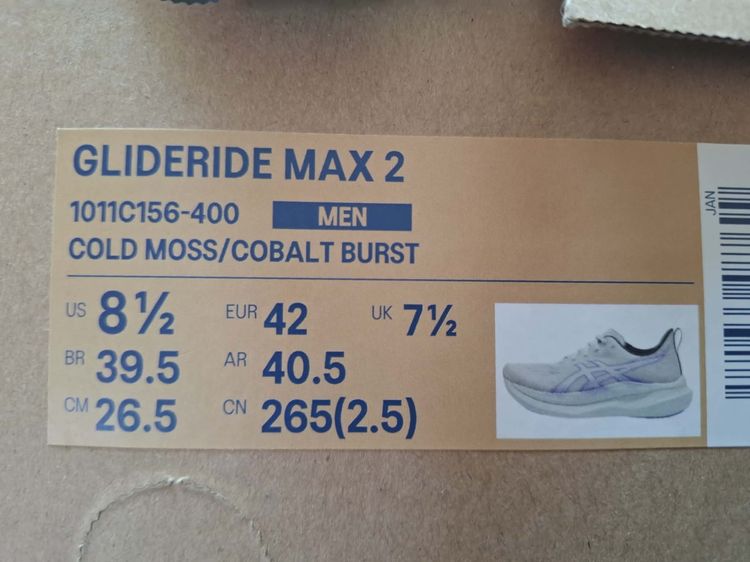 GLIDERIDE MAX 2
1011C156-400 MEN
COLD MOSS/COBALT BURST
US 8½ EUR 42 UK 7½
BR 39.5 AR 40.5
CM 26.5 CN 265(2.5)
JAN